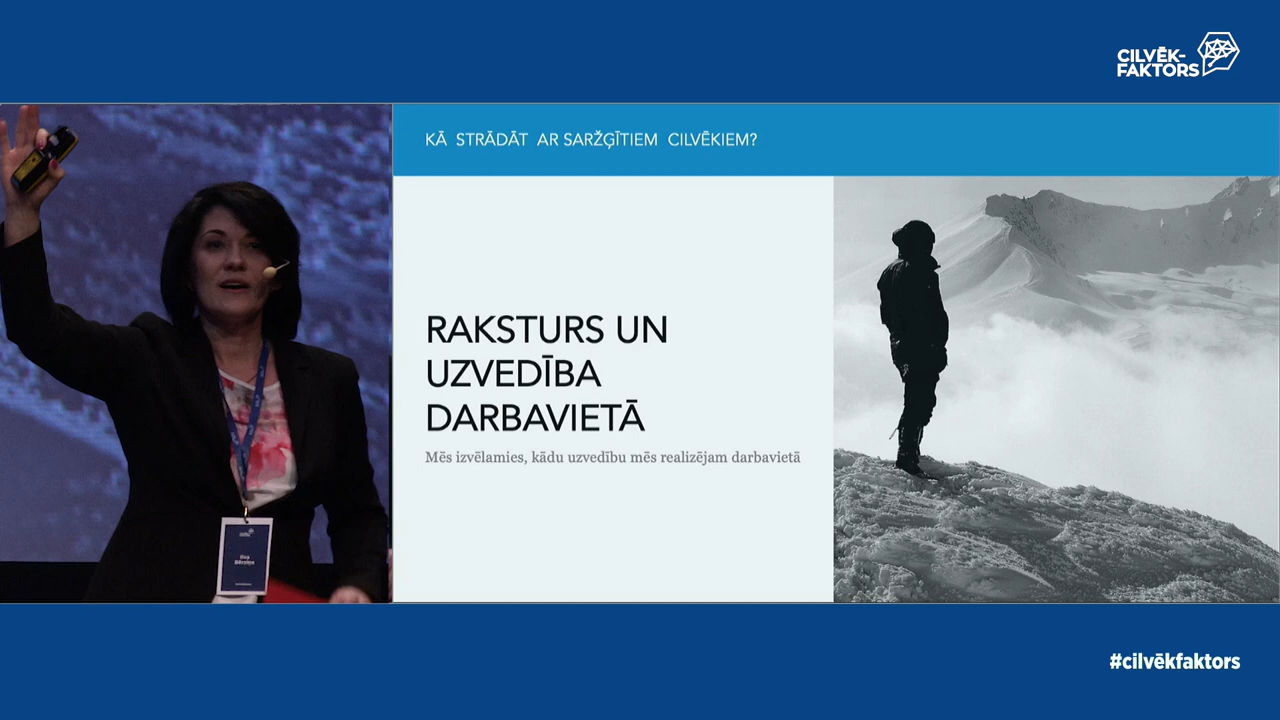 CILVĒK-
FAKTORS
KĀ STRĀDĀT AR SARŽĢĪTIEM CILVĒKIEM?
RAKSTURS UN
UZVEDĪBA
DARBAVIETĀ
Mēs izvēlamies, kādu uzvedību mēs realizējam darbavietā
#cilvēkfaktors